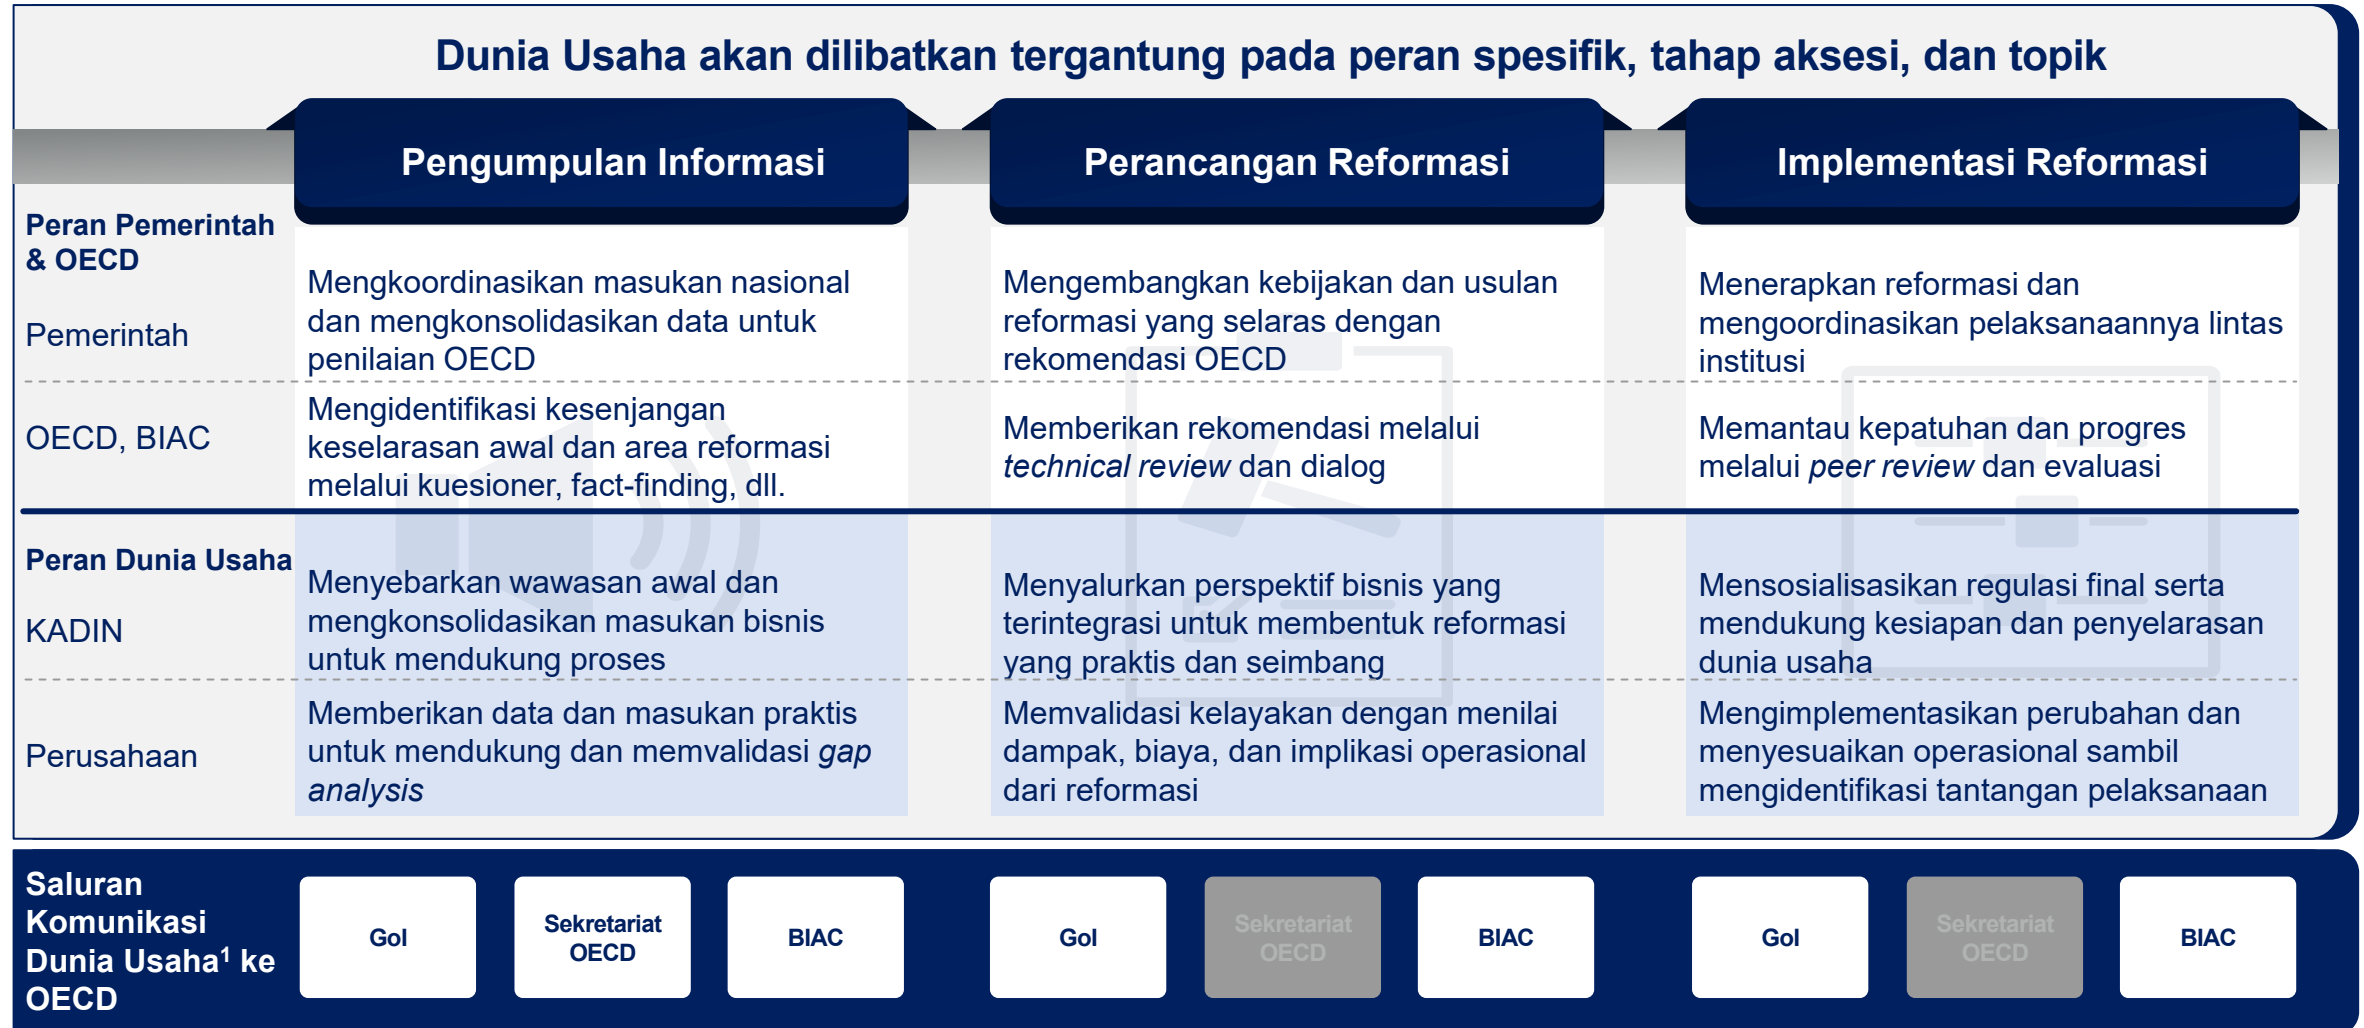 Dunia Usaha akan dilibatkan tergantung pada peran spesifik, tahap aksesi, dan topik
Pengumpulan Informasi
Perancangan Reformasi
Implementasi Reformasi
Peran Pemerintah
& OECD
Pemerintah
Mengkoordinasikan masukan nasional
dan mengkonsolidasikan data untuk
penilaian OECD
Mengembangkan kebijakan dan usulan
reformasi yang selaras dengan
rekomendasi OECD
Menerapkan reformasi dan
mengoordinasikan pelaksanaannya lintas
institusi
OECD, BIAC
Mengidentifikasi kesenjangan
keselarasan awal dan area reformasi
melalui kuesioner, fact-finding, dll.
Memberikan rekomendasi melalui
technical review dan dialog
Memantau kepatuhan dan progres
melalui peer review dan evaluasi
Peran Dunia Usaha
KADIN
Menyebarkan wawasan awal dan
mengkonsolidasikan masukan bisnis
untuk mendukung proses
Menyalurkan perspektif bisnis yang
terintegrasi untuk membentuk reformasi
yang praktis dan seimbang
Mensosialisasikan regulasi final serta
mendukung kesiapan dan penyelarasan
dunia usaha
Perusahaan
Memberikan data dan masukan praktis
untuk mendukung dan memvalidasi gap
analysis
Memvalidasi kelayakan dengan menilai
dampak, biaya, dan implikasi operasional
dari reformasi
Mengimplementasikan perubahan dan
menyesuaikan operasional sambil
mengidentifikasi tantangan pelaksanaan
Saluran
Komunikasi
Dunia Usaha¹ ke
OECD
GoI
Sekretariat
OECD
BIAC
GoI
Sekretariat
OECD
BIAC
GoI
Sekretariat
OECD
BIAC